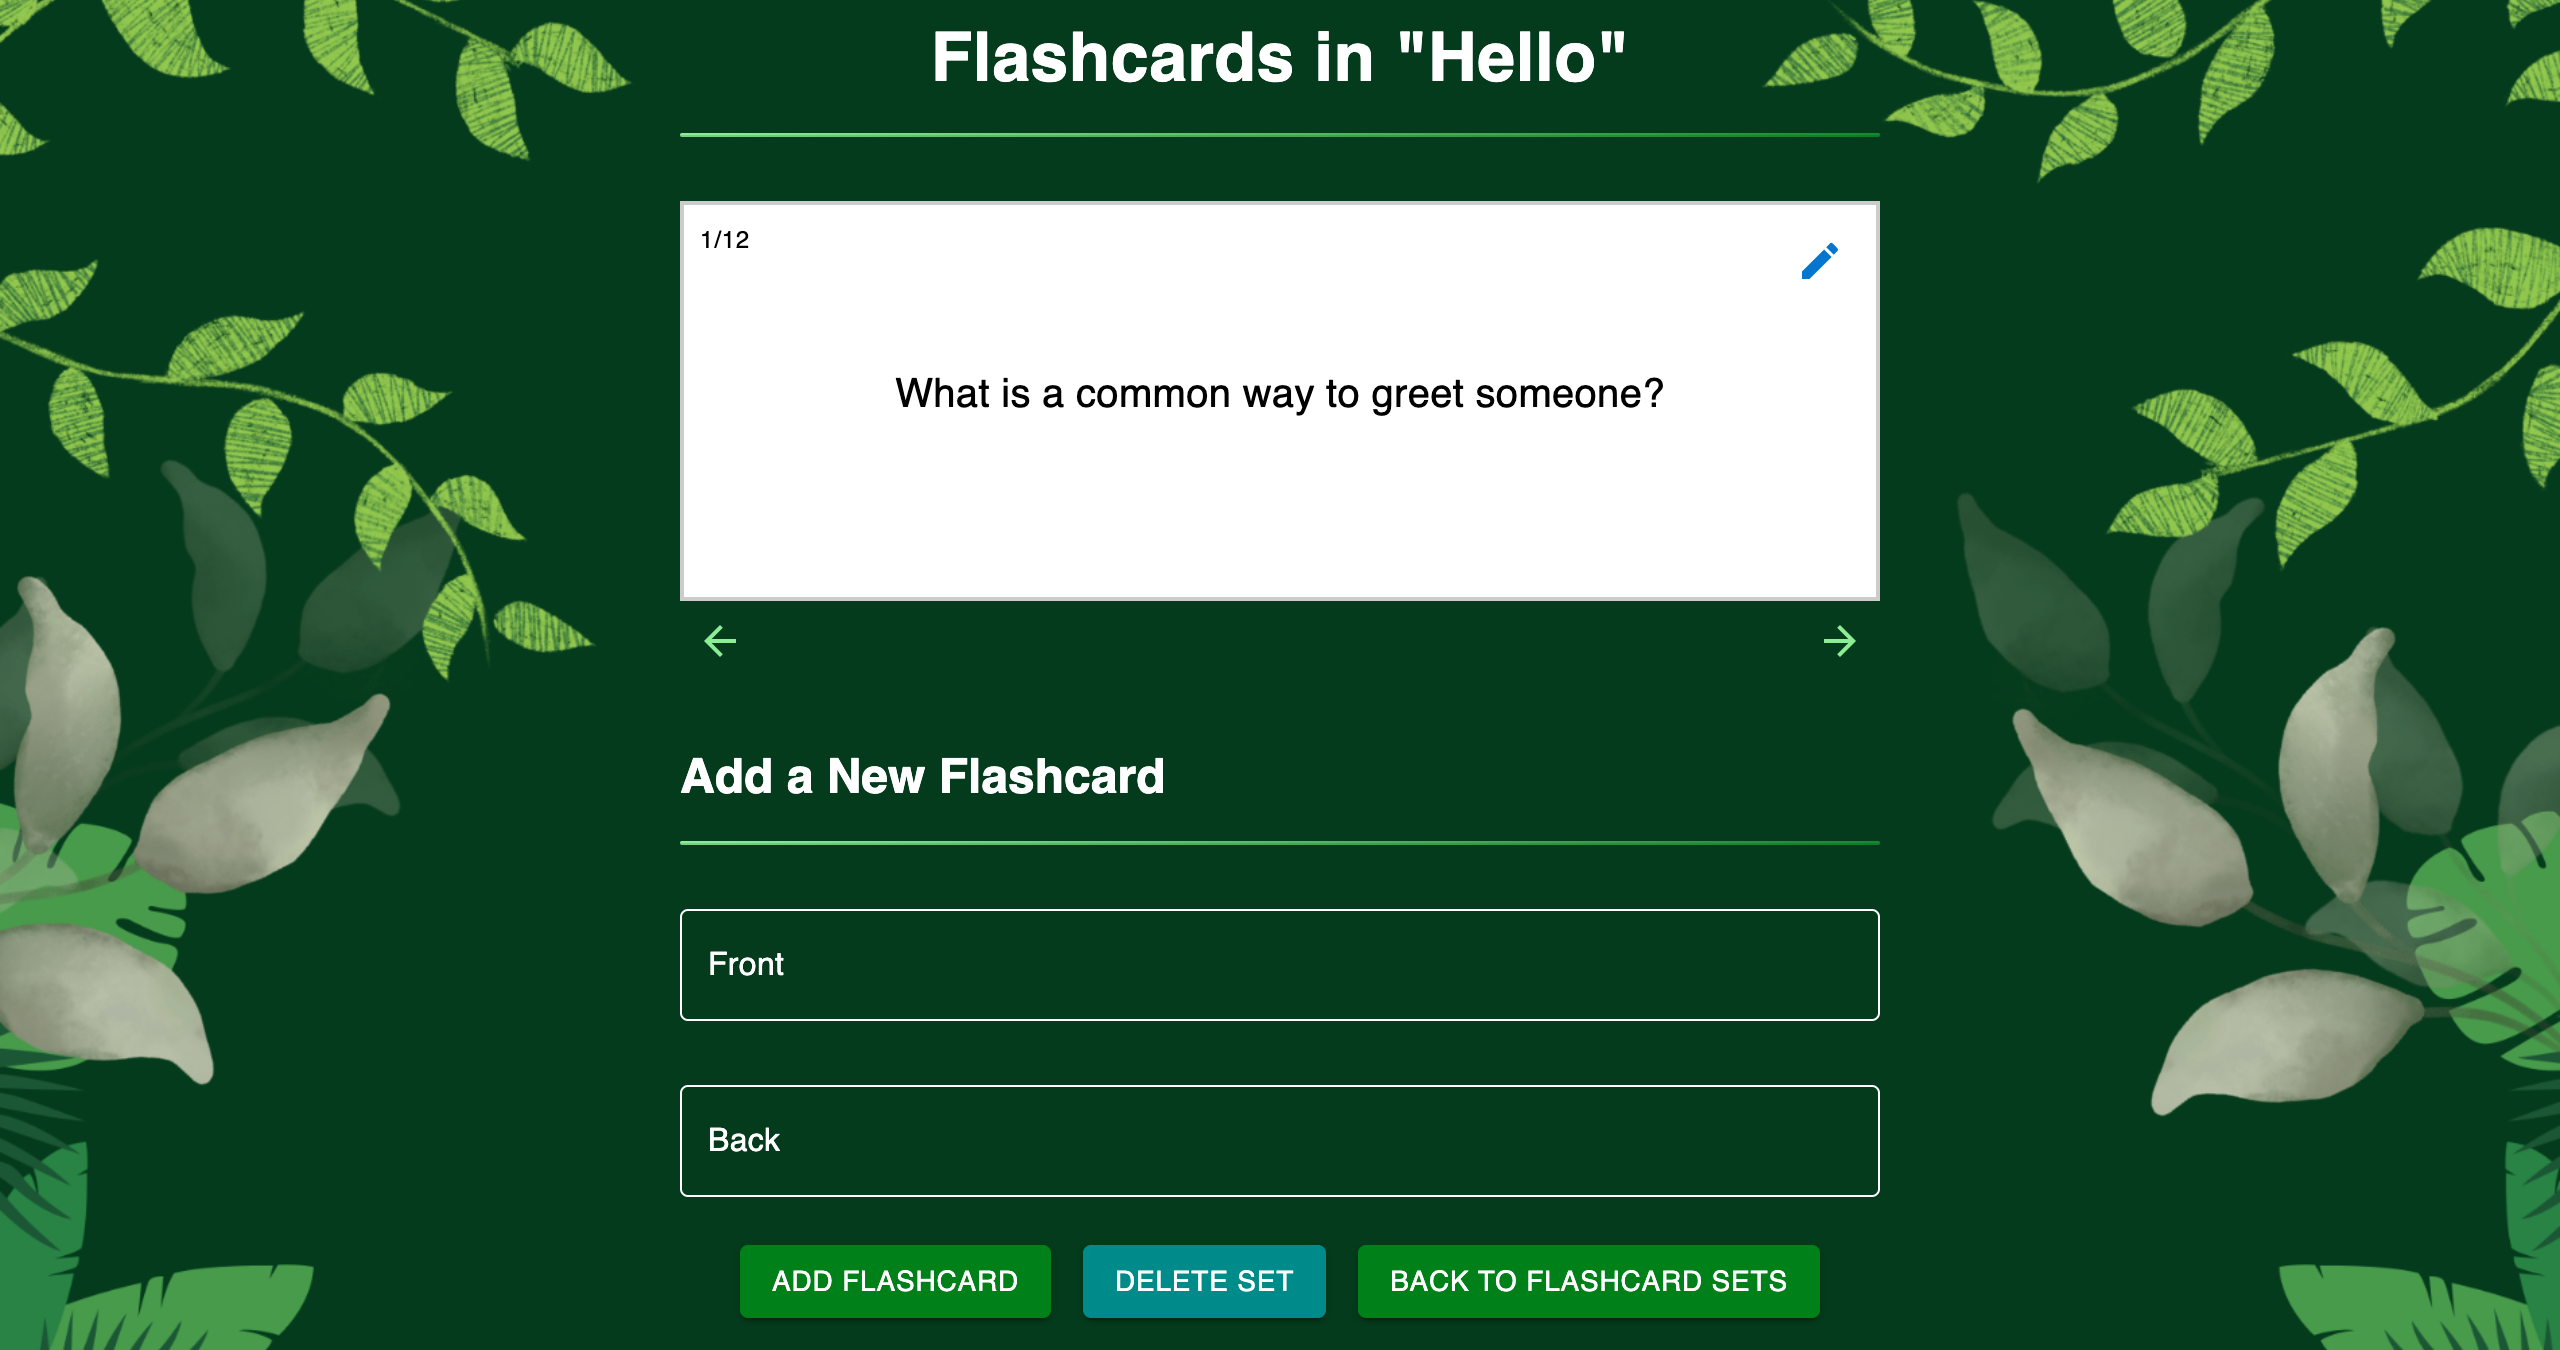 Flashcards in "Hello"
1/12
What is a common way to greet someone?
Add a New Flashcard
Front
Back
ADD FLASHCARD
DELETE SET
BACK TO FLASHCARD SETS